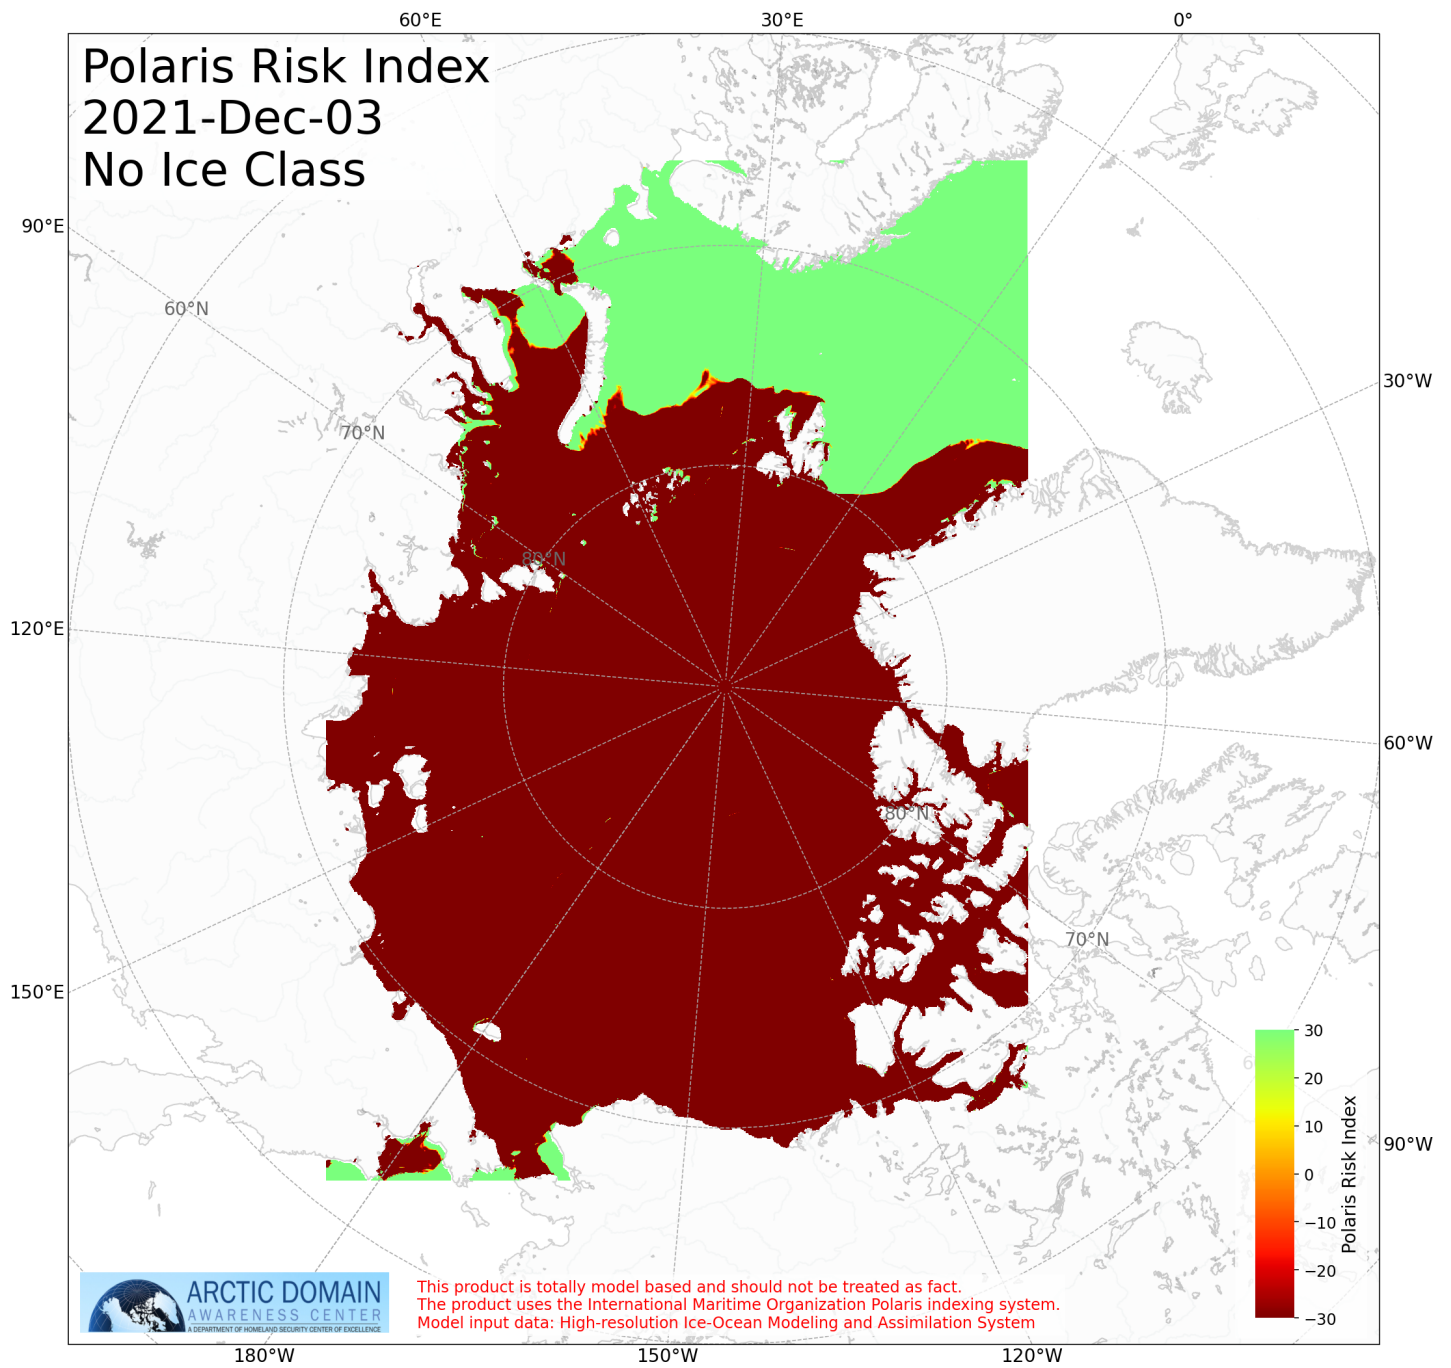 60°E
30°E
0°
Polaris Risk Index
2021-Dec-03
No Ice Class
90°E
60°N
30°W
70°N
80°N
120°E
60°W
80°N
70°N
150°E
30
20
10
0
−10
−20
−30
Polaris Risk Index
90°W
ARCTIC DOMAIN
AWARENESS CENTER
A DEPARTMENT OF HOMELAND SECURITY CENTER OF EXCELLENCE
This product is totally model based and should not be treated as fact.
The product uses the International Maritime Organization Polaris indexing system.
Model input data: High-resolution Ice-Ocean Modeling and Assimilation System
180°W
150°W
120°W